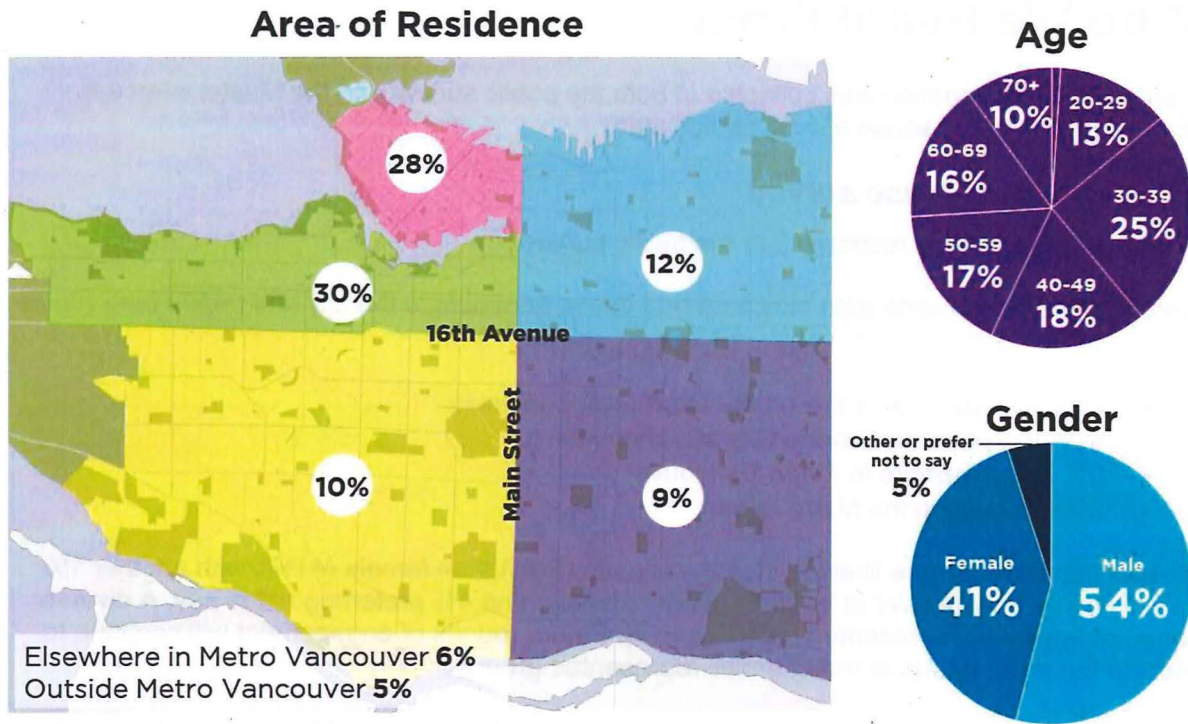 Area of Residence
28%
30%
12%
16th Avenue
Main Street
10%
9%
Elsewhere in Metro Vancouver 6%
Outside Metro Vancouver 5%
Age
70+
10%
20-29
13%
60-69
16%
30-39
25%
50-59
17%
40-49
18%
Gender
Other or prefer
not to say
5%
Female
41%
Male
54%